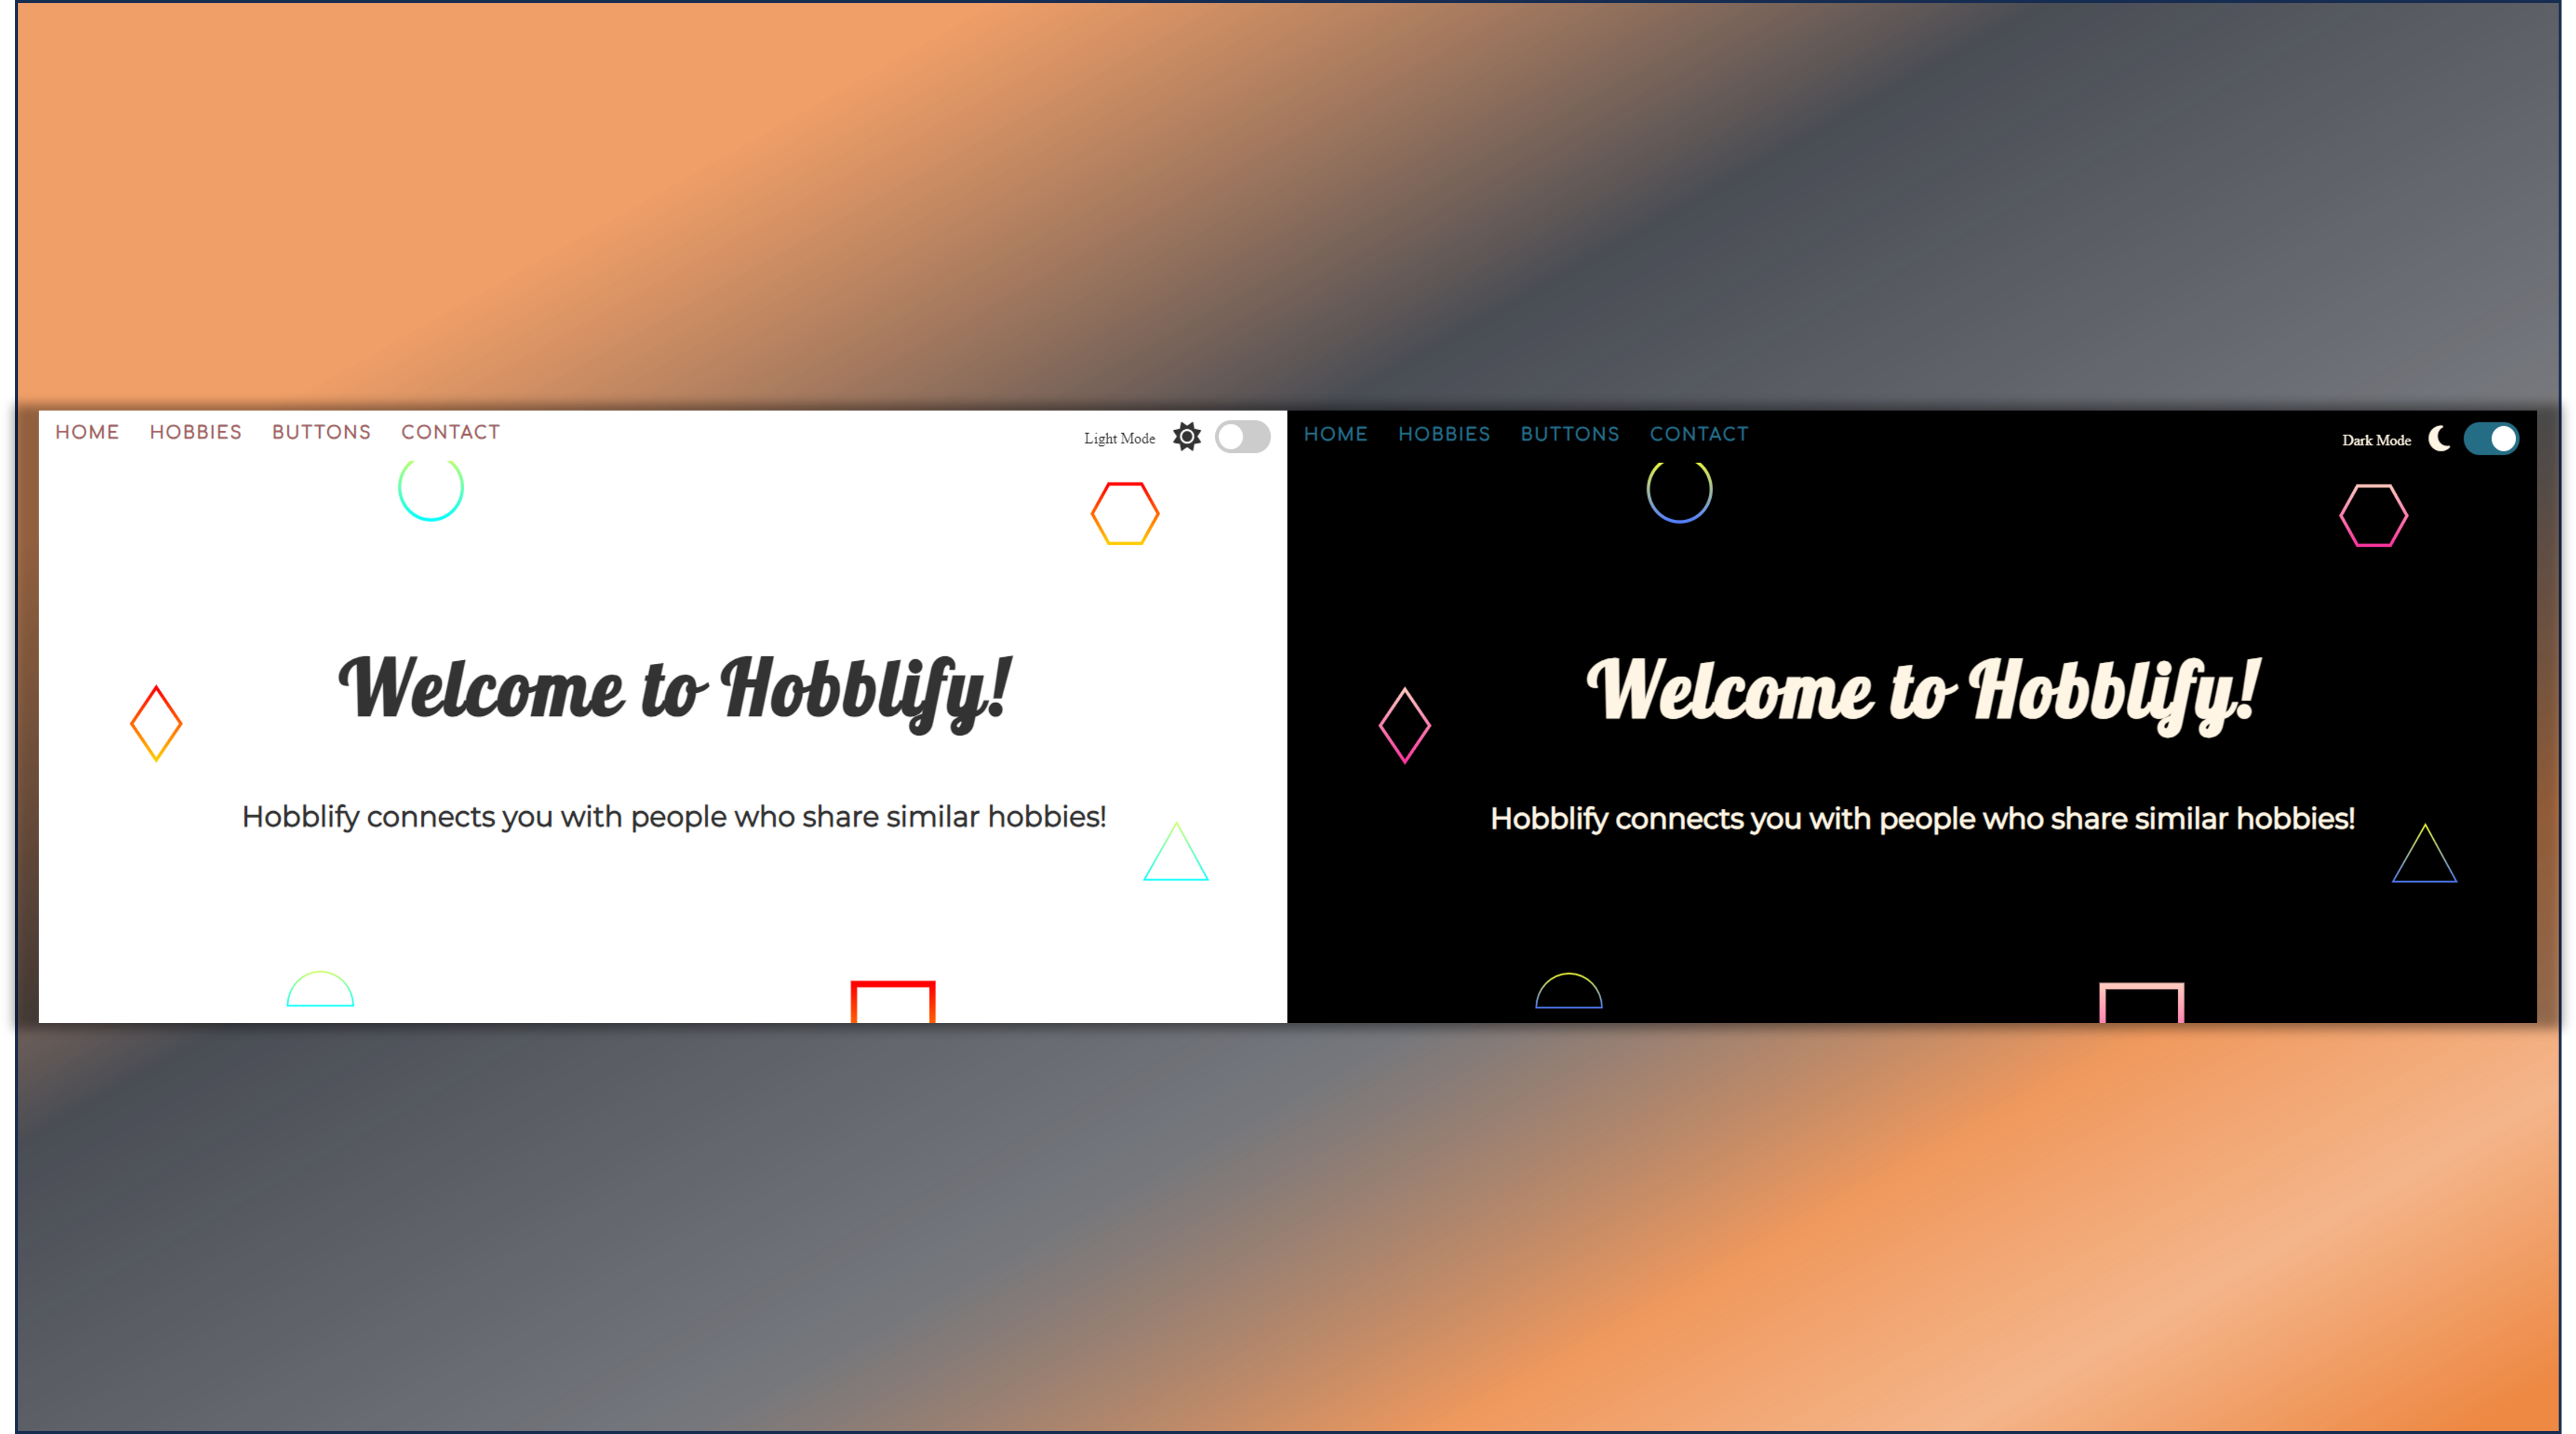 HOME HOBBIES BUTTONS CONTACT
Light Mode
Welcome to Hobblify!
Hobblify connects you with people who share similar hobbies!
HOME HOBBIES BUTTONS CONTACT
Dark Mode
Welcome to Hobblify!
Hobblify connects you with people who share similar hobbies!